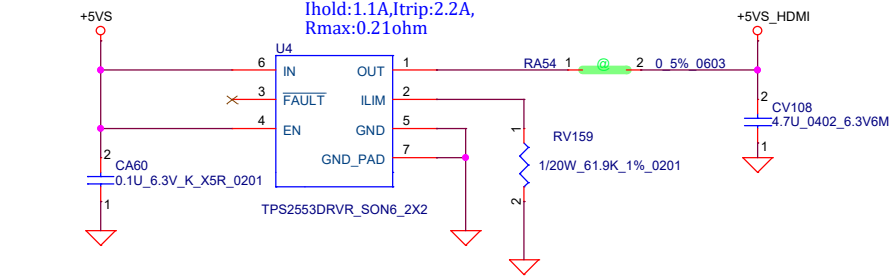 Ihold:1.1A,Itrip:2.2A,
Rmax:0.21ohm
+5VS
+5VS_HDMI
U4
6 IN OUT 1
RA54 1 @ 2 0_5%_0603
3 FAULT ILIM 2
4 EN GND 5
GND_PAD 7
2
CV108
4.7U_0402_6.3V6M
1
1
RV159
1/20W_61.9K_1%_0201
2
2
CA60
0.1U_6.3V_K_X5R_0201
1
TPS2553DRVR_SON6_2X2